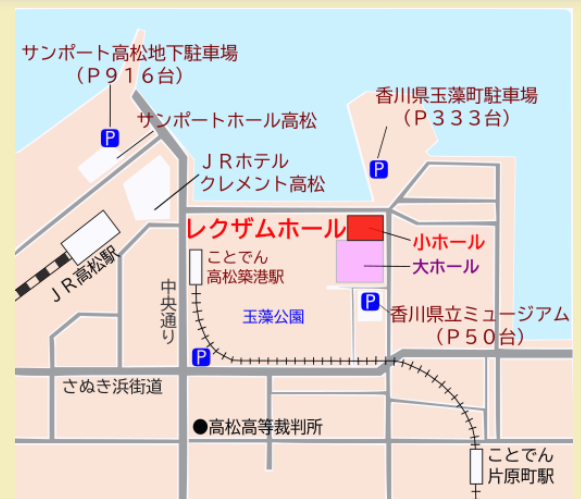 サンポート高松地下駐車場
（Ｐ９１６台）
P
サンポートホール高松
香川県玉藻町駐車場
（Ｐ３３３台）
P
ＪＲホテル
クレメント高松
ＪＲ高松駅
レクザムホール
小ホール
大ホール
ことでん
高松築港駅
中央通り
玉藻公園
P
香川県立ミュージアム
（Ｐ５０台）
P
さぬき浜街道
●高松高等裁判所
ことでん
片原町駅